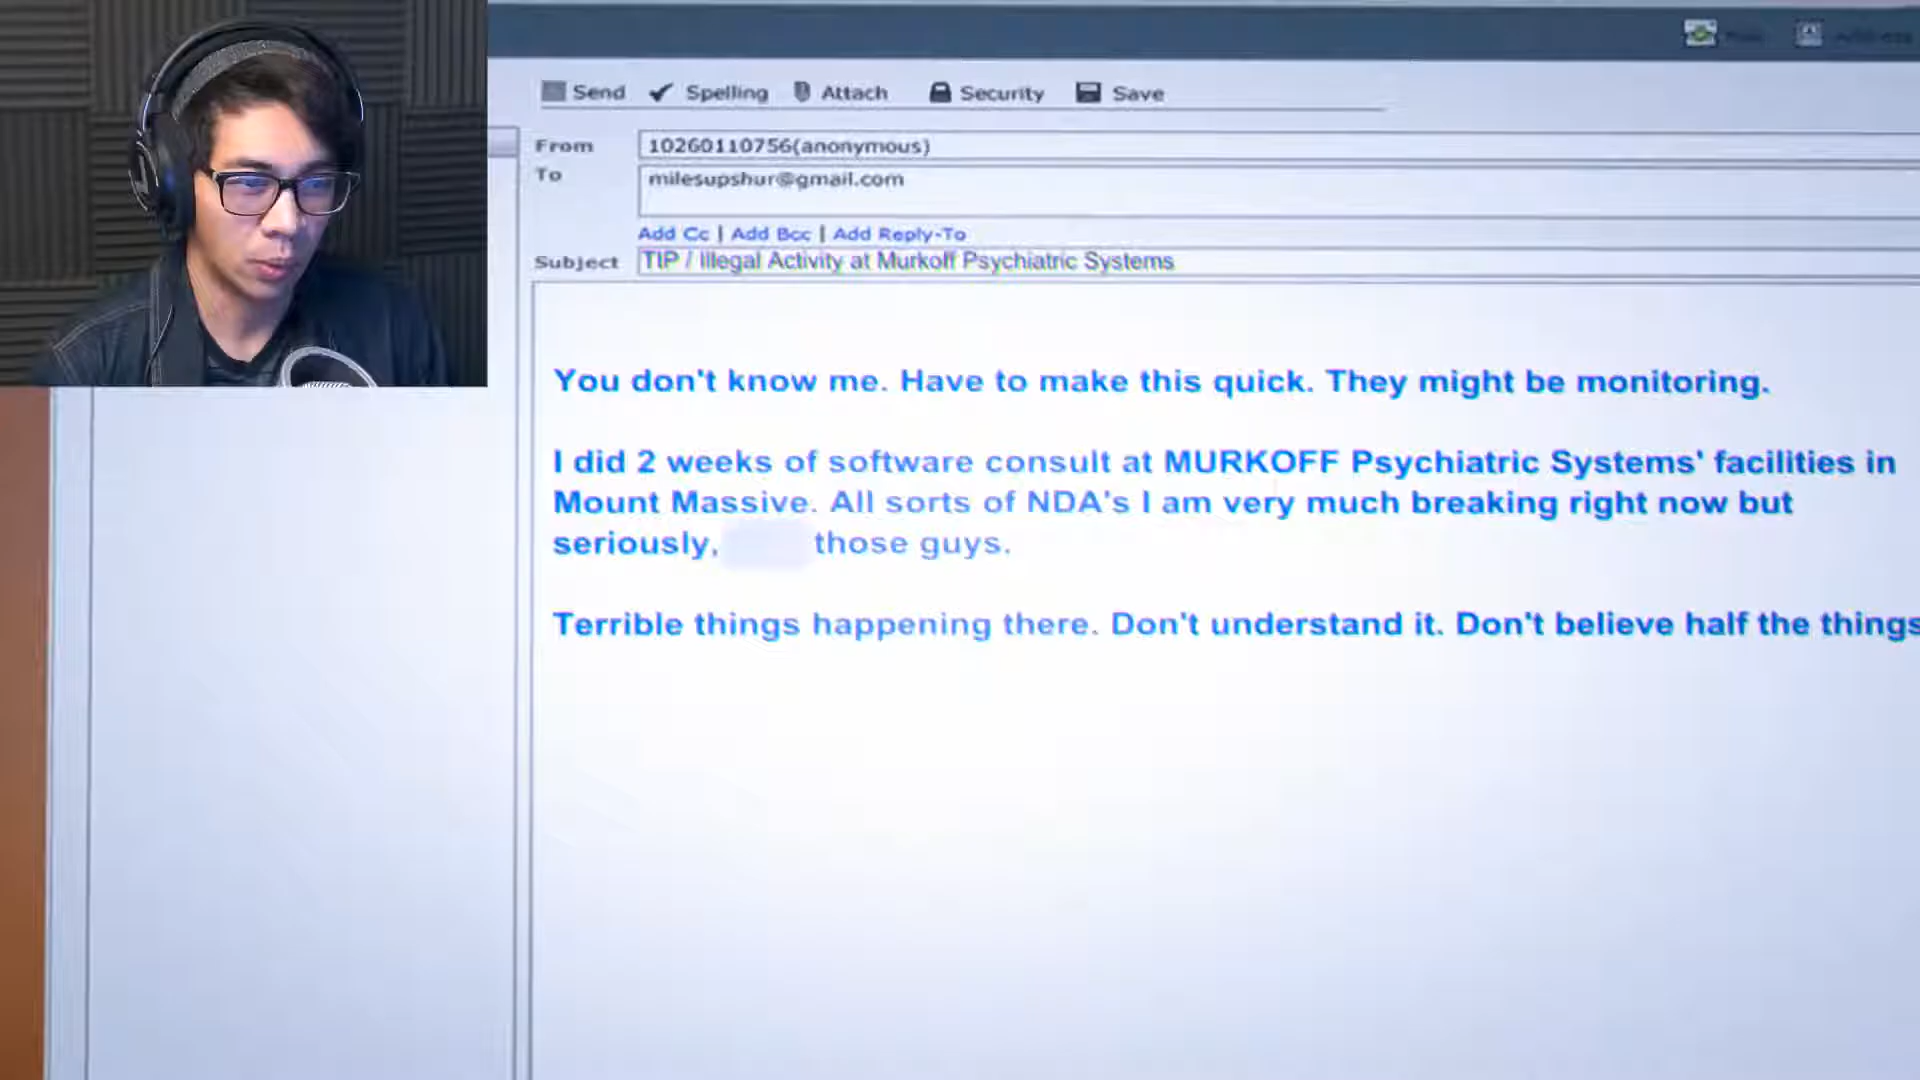 Send Spelling Attach Security Save
From 10260110756(anonymous)
To milesupshur@gmail.com
Add Cc | Add Bcc | Add Reply-To
Subject TIP / Illegal Activity at Murkoff Psychiatric Systems
You don't know me. Have to make this quick. They might be monitoring.
I did 2 weeks of software consult at MURKOFF Psychiatric Systems' facilities in
Mount Massive. All sorts of NDA's I am very much breaking right now but
seriously, those guys.
Terrible things happening there. Don't understand it. Don't believe half the things